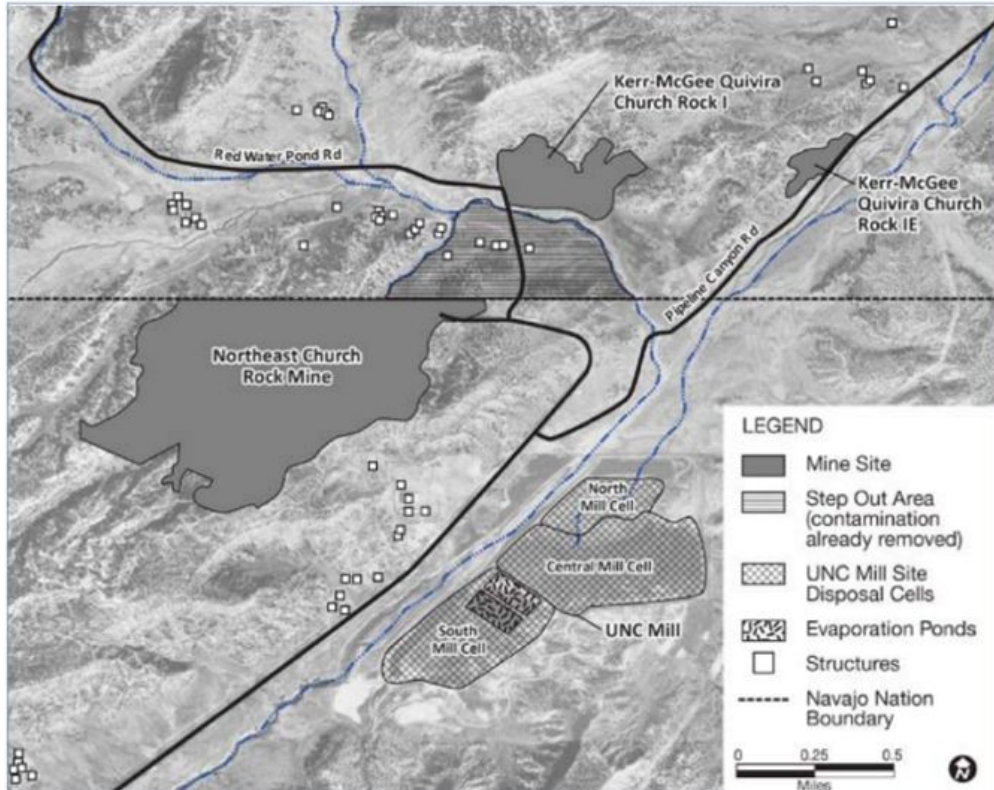 Kerr-McGee Quivira
Church Rock I
Red Water Pond Rd
Kerr-McGee
Quivira Church
Rock IE
Pipeline Canyon Rd
Northeast Church
Rock Mine
North
Mill Cell
Central Mill Cell
South
Mill Cell
UNC Mill
LEGEND
Mine Site
Step Out Area
(contamination
already removed)
UNC Mill Site
Disposal Cells
Evaporation Ponds
Structures
Navajo Nation
Boundary
0 0.25 0.5
Miles
N